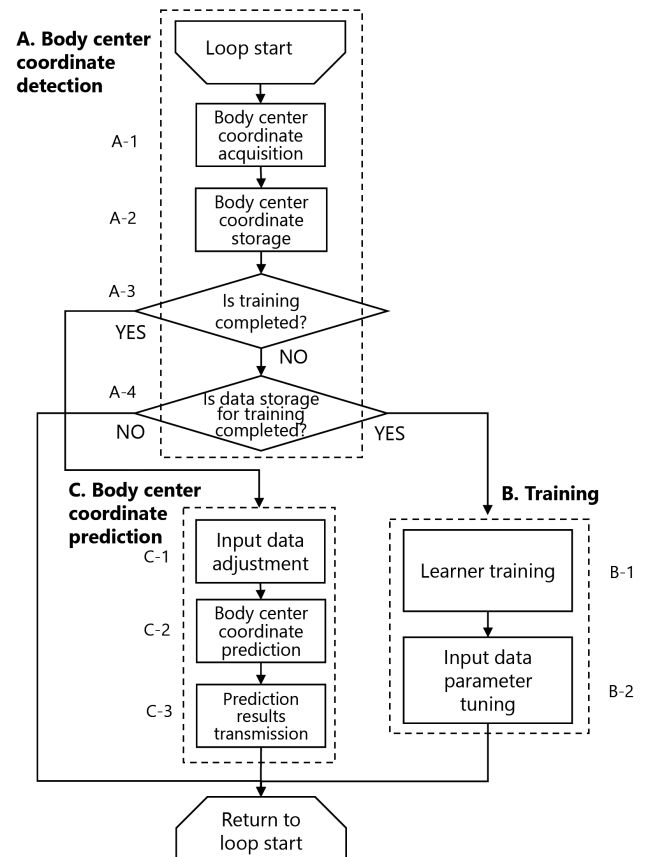 A. Body center
coordinate
detection
Loop start
A-1
Body center
coordinate
acquisition
A-2
Body center
coordinate
storage
A-3
Is training
completed?
YES
NO
A-4
Is data storage
for training
completed?
NO
YES
C. Body center
coordinate
prediction
B. Training
C-1
Input data
adjustment
Learner training
B-1
C-2
Body center
coordinate
prediction
Input data
parameter
tuning
B-2
C-3
Prediction
results
transmission
Return to
loop start